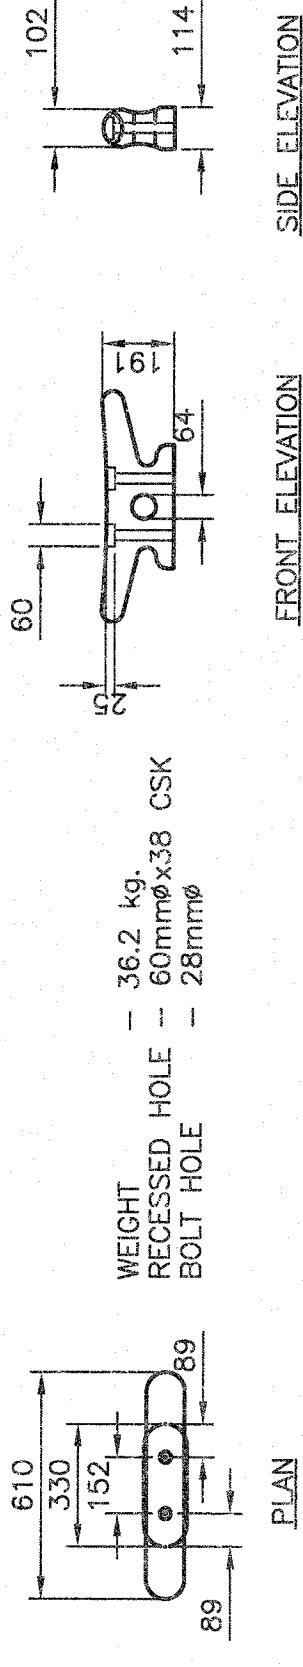 610
330
152
89
89
PLAN
WEIGHT - 36.2 kg.
RECESSED HOLE - 60mmø x38 CSK
BOLT HOLE - 28mmø
60
25
191
64
FRONT ELEVATION
102
114
SIDE ELEVATION